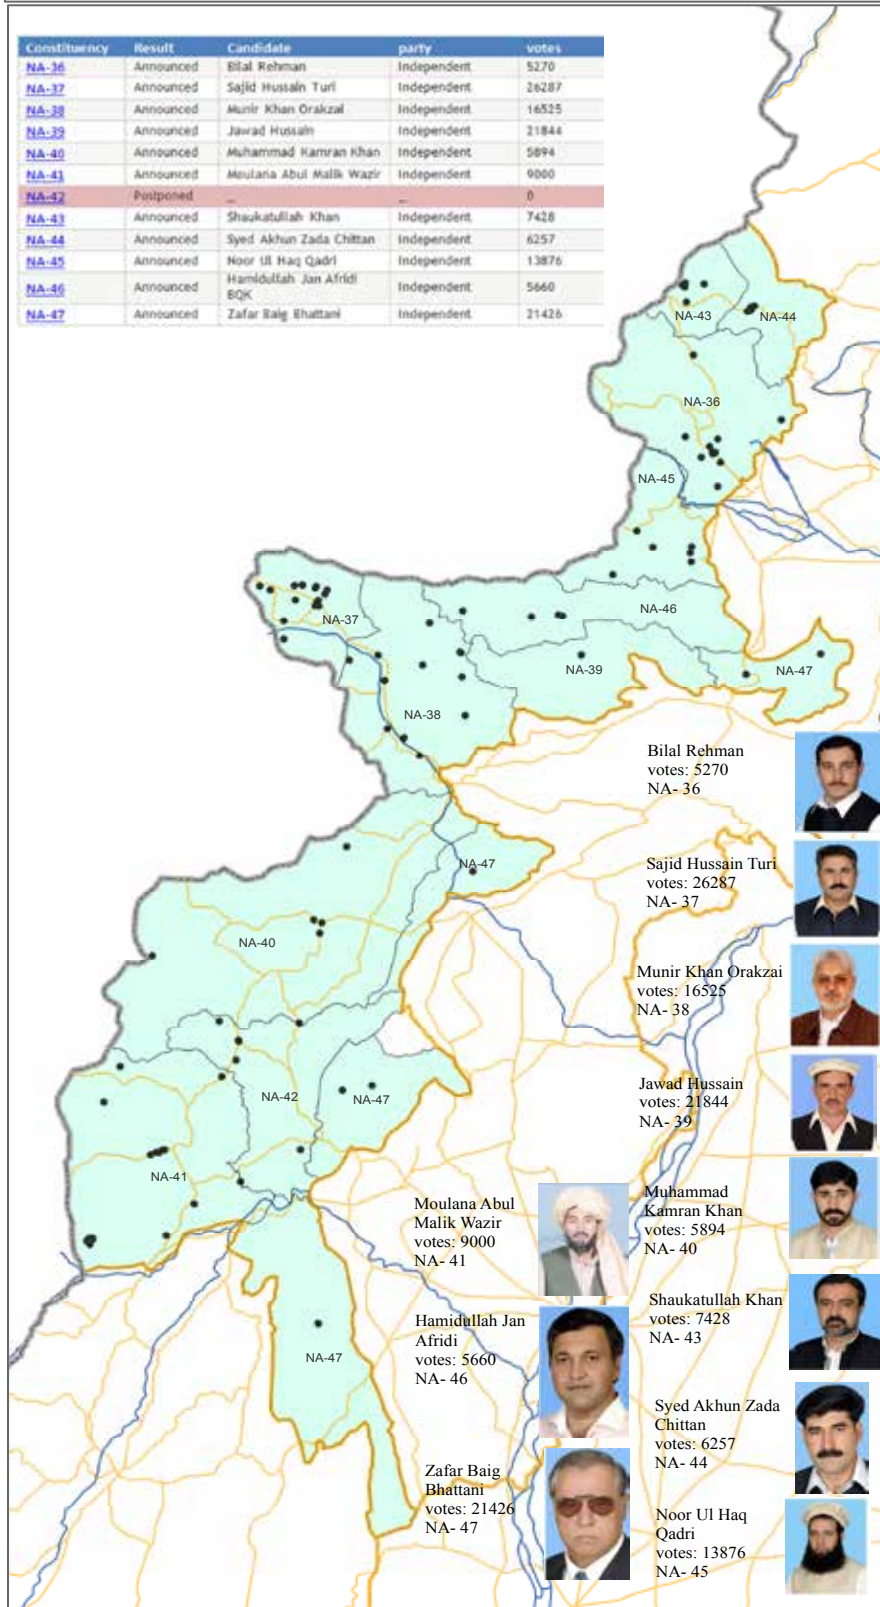 Constituency Result Candidate party votes
NA-36 Announced Bilal Rehman Independent 5270
NA-37 Announced Sajid Hussain Turi Independent 26287
NA-38 Announced Munir Khan Orakzai Independent 16525
NA-39 Announced Jawad Hussain Independent 21844
NA-40 Announced Muhammad Kamran Khan Independent 5894
NA-41 Announced Moulana Abul Malik Wazir Independent 9000
NA-42 Postponed _ _ 0
NA-43 Announced Shaukatullah Khan Independent 7428
NA-44 Announced Syed Akhun Zada Chittan Independent 6257
NA-45 Announced Noor Ul Haq Qadri Independent 13876
NA-46 Announced Hamidullah Jan Afridi Independent 5660
BQK
NA-47 Announced Zafar Baig Bhattani Independent 21426
NA-43
NA-44
NA-36
NA-45
NA-46
NA-37
NA-39
NA-47
NA-38
NA-47
NA-40
NA-42
NA-47
NA-41
NA-47
Bilal Rehman
votes: 5270
NA- 36
Sajid Hussain Turi
votes: 26287
NA- 37
Munir Khan Orakzai
votes: 16525
NA- 38
Jawad Hussain
votes: 21844
NA- 39
Muhammad
Kamran Khan
votes: 5894
NA- 40
Moulana Abul
Malik Wazir
votes: 9000
NA- 41
Shaukatullah Khan
votes: 7428
NA- 43
Hamidullah Jan
Afridi
votes: 5660
NA- 46
Syed Akhun Zada
Chittan
votes: 6257
NA- 44
Zafar Baig
Bhattani
votes: 21426
NA- 47
Noor Ul Haq
Qadri
votes: 13876
NA- 45